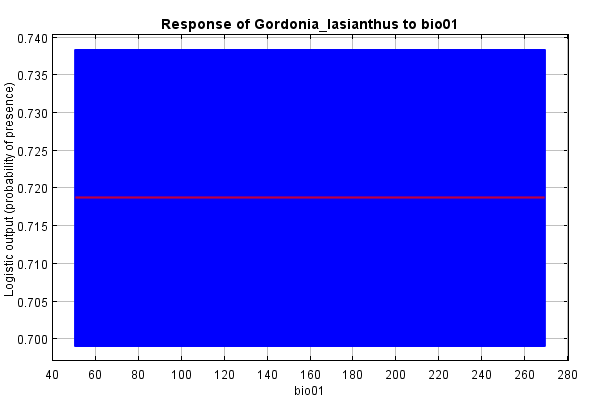 Response of Gordonia_lasianthus to bio01
Logistic output (probability of presence)
0.740
0.735
0.730
0.725
0.720
0.715
0.710
0.705
0.700
40 60 80 100 120 140 160 180 200 220 240 260 280
bio01